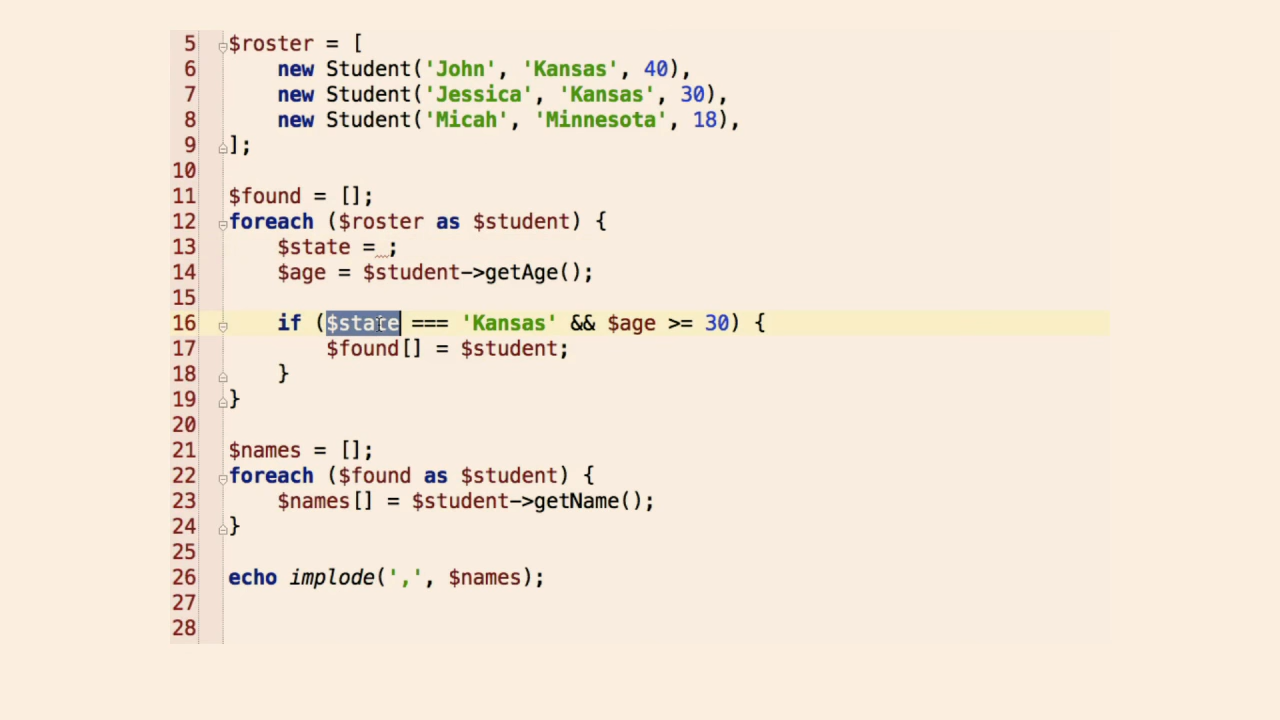 5 $roster = [
6 new Student('John', 'Kansas', 40),
7 new Student('Jessica', 'Kansas', 30),
8 new Student('Micah', 'Minnesota', 18),
9 ];
10
11 $found = [];
12 foreach ($roster as $student) {
13 $state = ;
14 $age = $student->getAge();
15
16 if ($state === 'Kansas' && $age >= 30) {
17 $found[] = $student;
18 }
19 }
20
21 $names = [];
22 foreach ($found as $student) {
23 $names[] = $student->getName();
24 }
25
26 echo implode(',', $names);
27
28